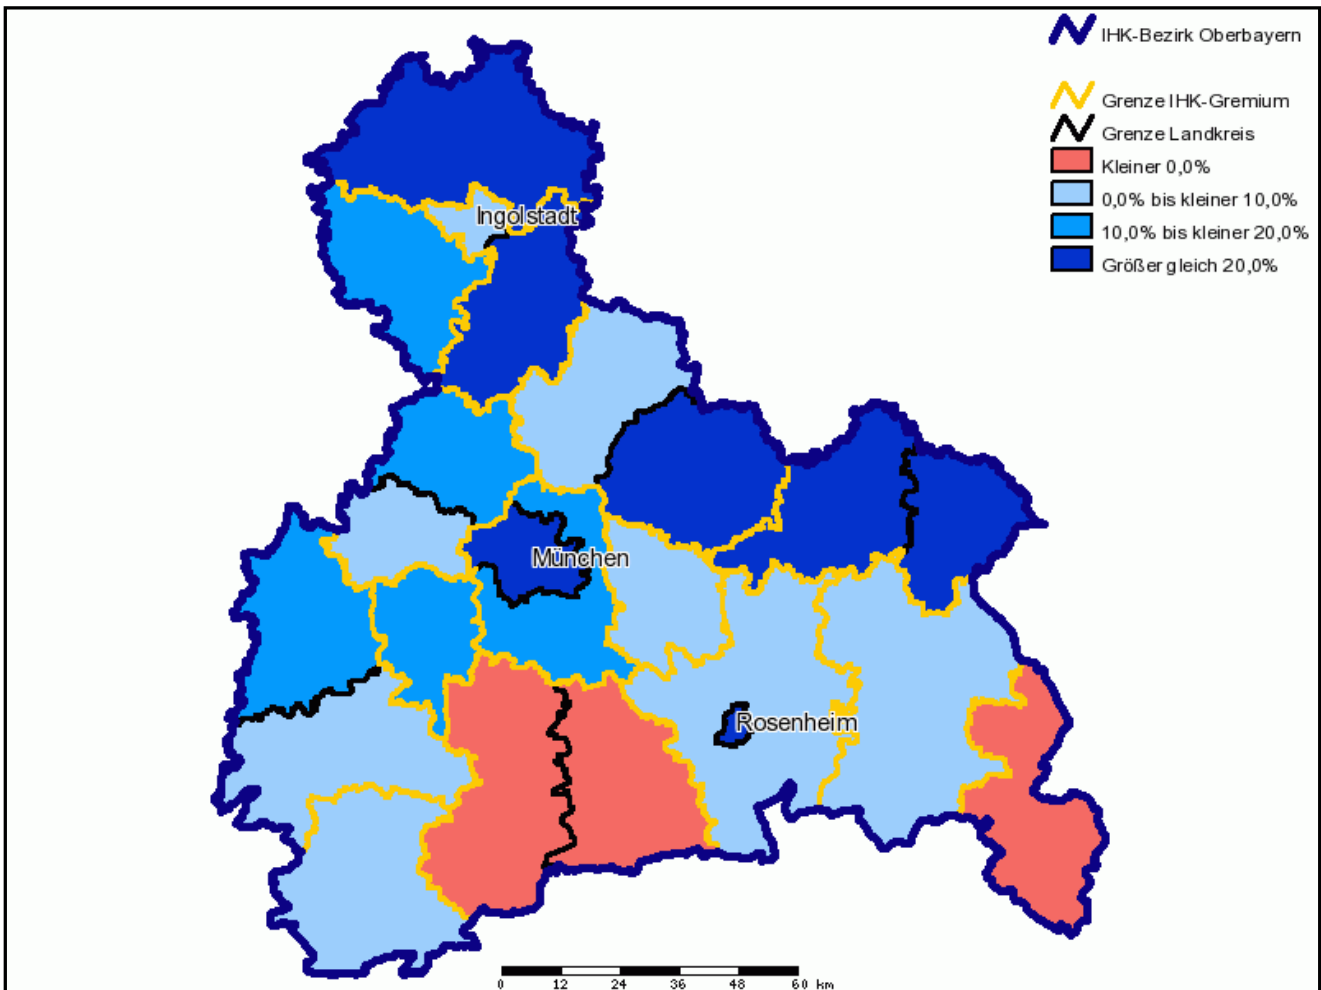 IHK-Bezirk Oberbayern
Grenze IHK-Gremium
Grenze Landkreis
Kleiner 0,0%
0,0% bis kleiner 10,0%
10,0% bis kleiner 20,0%
Größer gleich 20,0%
Ingolstadt
München
Rosenheim
0 12 24 36 48 60 km